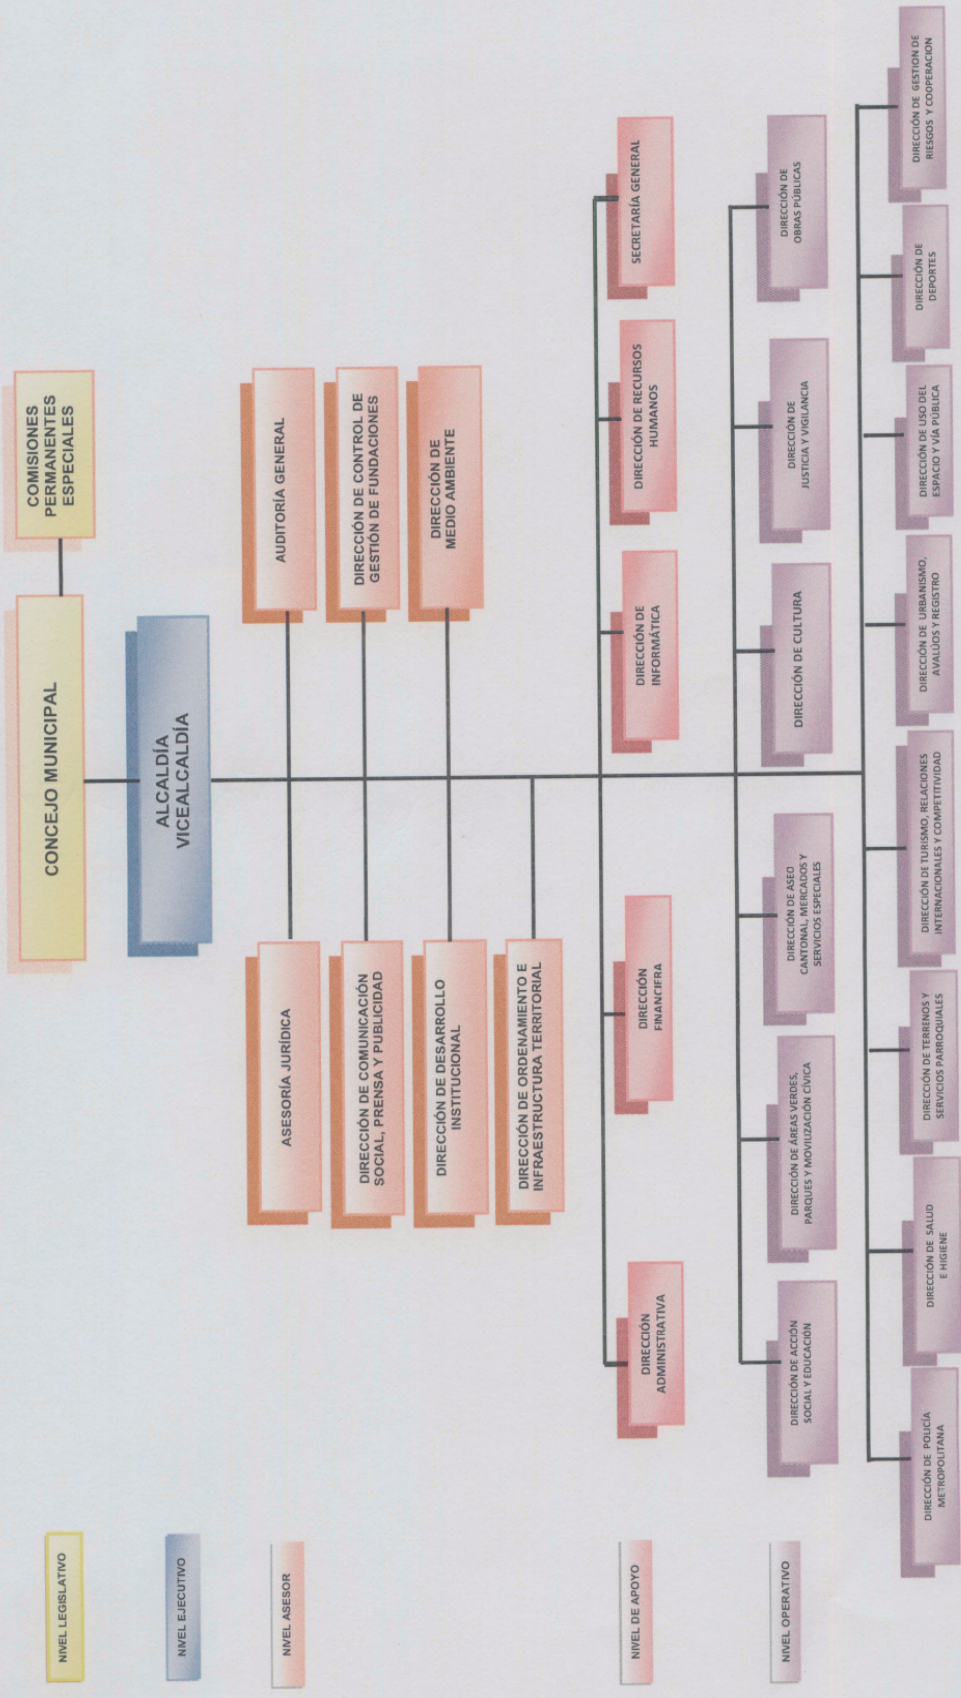 NIVEL LEGISLATIVO
CONCEJO MUNICIPAL
COMISIONES
PERMANENTES
ESPECIALES
NIVEL EJECUTIVO
ALCALDÍA
VICEALCALDÍA
NIVEL ASESOR
ASESORÍA JURÍDICA
AUDITORÍA GENERAL
DIRECCIÓN DE COMUNICACIÓN
SOCIAL, PRENSA Y PUBLICIDAD
DIRECCIÓN DE CONTROL DE
GESTIÓN DE FUNDACIONES
DIRECCIÓN DE DESARROLLO
INSTITUCIONAL
DIRECCIÓN DE
MEDIO AMBIENTE
DIRECCIÓN DE ORDENAMIENTO E
INFRAESTRUCTURA TERRITORIAL
NIVEL DE APOYO
DIRECCIÓN
ADMINISTRATIVA
DIRECCIÓN
FINANCIERA
DIRECCIÓN DE
INFORMÁTICA
DIRECCIÓN DE RECURSOS
HUMANOS
SECRETARÍA GENERAL
NIVEL OPERATIVO
DIRECCIÓN DE ACCIÓN
SOCIAL Y EDUCACIÓN
DIRECCIÓN DE ÁREAS VERDES,
PARQUES Y MOVILIZACIÓN CÍVICA
DIRECCIÓN DE ASEO
CANTONAL, MERCADOS Y
SERVICIOS ESPECIALES
DIRECCIÓN DE CULTURA
DIRECCIÓN DE
JUSTICIA Y VIGILANCIA
DIRECCIÓN DE
OBRAS PÚBLICAS
DIRECCIÓN DE POLICÍA
METROPOLITANA
DIRECCIÓN DE SALUD
E HIGIENE
DIRECCIÓN DE TERRENOS Y
SERVICIOS PARROQUIALES
DIRECCIÓN DE TURISMO, RELACIONES
INTERNACIONALES Y COMPETITIVIDAD
DIRECCIÓN DE URBANISMO,
AVALÚOS Y REGISTRO
DIRECCIÓN DE USO DEL
ESPACIO Y VÍA PÚBLICA
DIRECCIÓN DE
DEPORTES
DIRECCIÓN DE GESTION DE
RIESGOS Y COOPERACION